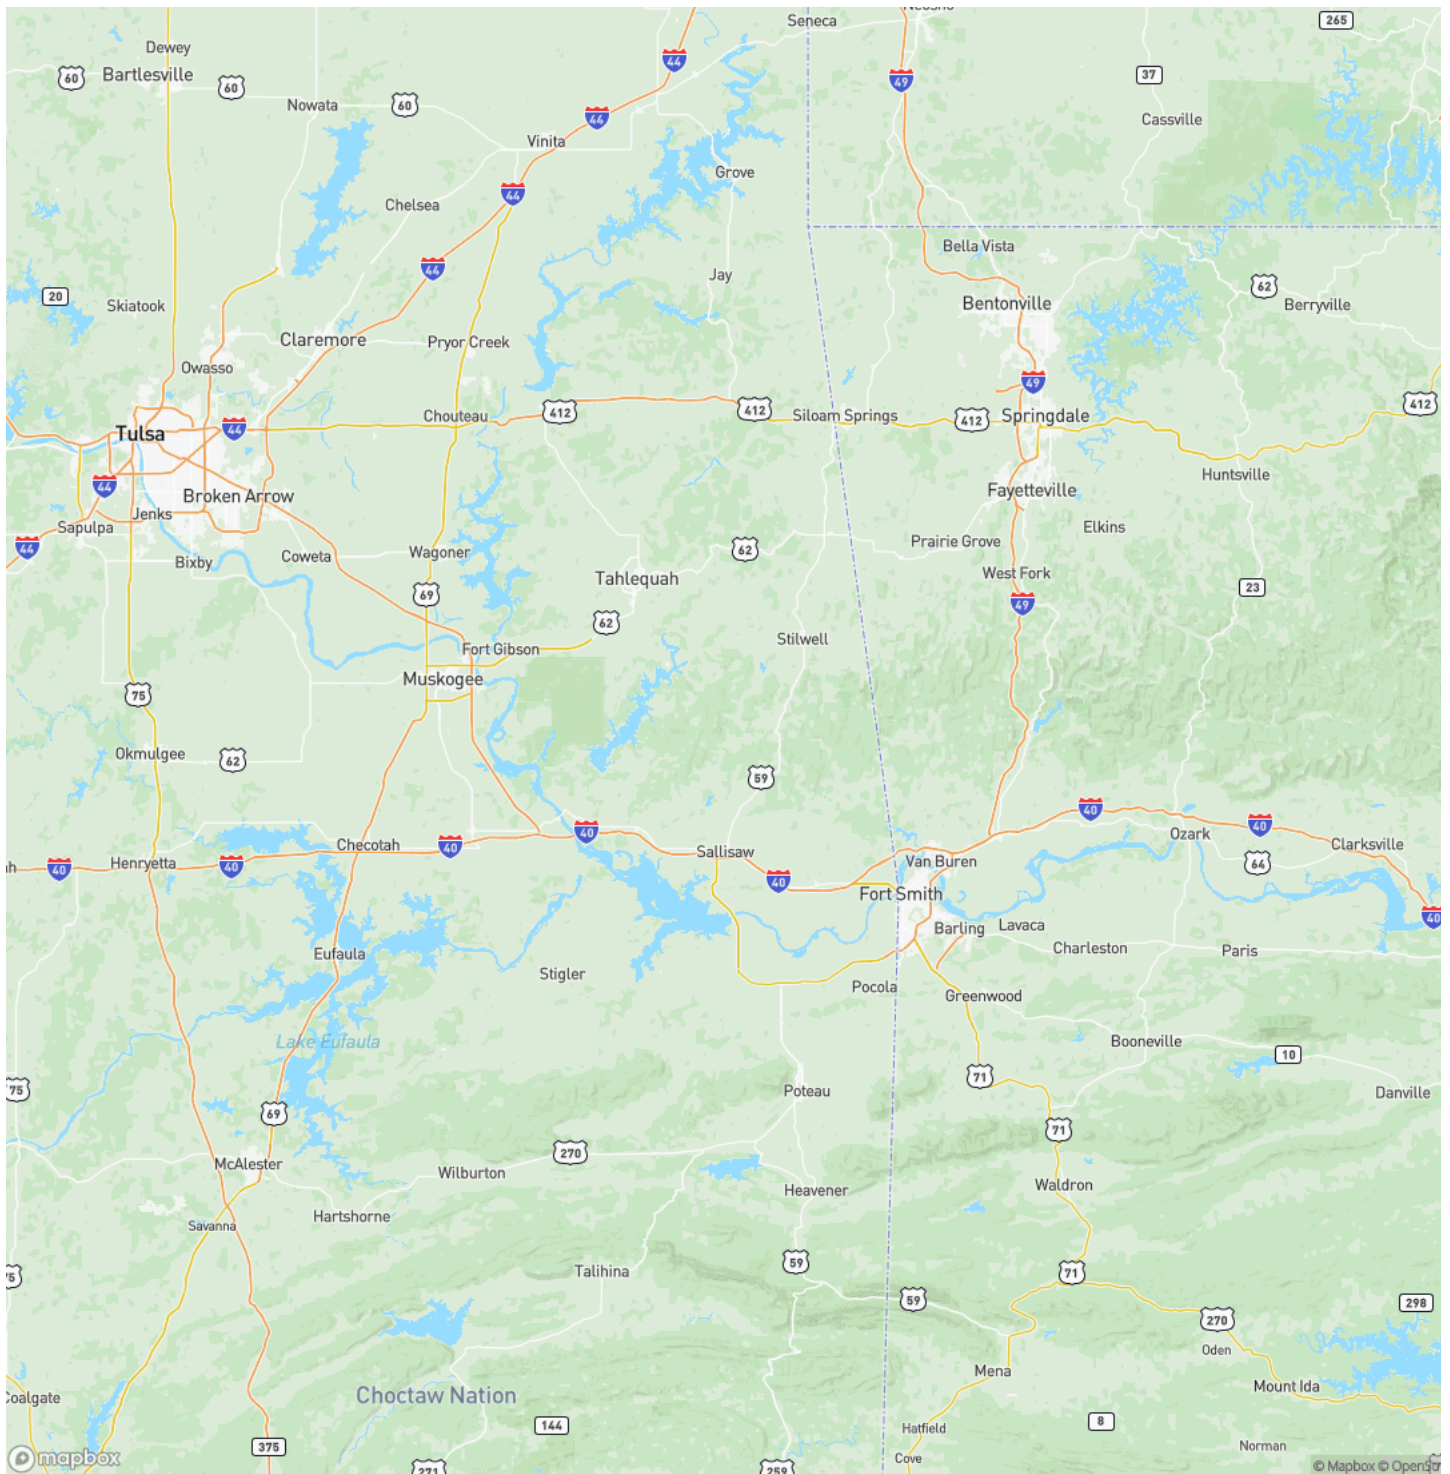 Seneca
Neosho
265
Dewey
Bartlesville
60
60
60
44
49
37
Nowata
44
Cassville
Vinita
Grove
44
Chelsea
Bella Vista
44
Jay
20
Skiatook
62
Bentonville
Berryville
Claremore
Pryor Creek
Owasso
49
412
412
412
Chouteau
Siloam Springs
412
Springdale
44
Tulsa
Huntsville
44
Broken Arrow
Fayetteville
Jenks
Sapulpa
Elkins
44
Bixby
Coweta
Wagoner
62
Prairie Grove
West Fork
Tahlequah
69
23
49
62
Stilwell
Fort Gibson
Muskogee
75
Okmulgee
62
59
40
40
40
Ozark
Checotah
40
Sallisaw
Clarksville
Henryetta
40
40
64
Van Buren
40
Fort Smith
40
Lavaca
Barling
Charleston
Paris
Eufaula
Stigler
Pocola
Greenwood
Lake Eufaula
Booneville
10
75
71
Poteau
Danville
69
71
270
McAlester
Wilburton
Heavener
Waldron
Hartshorne
Savanna
59
75
Talihina
71
59
298
270
Oden
Mena
Mount Ida
Choctaw Nation
Coalgate
144
8
Hatfield
375
Norman
mapbox
Cove
271
259
© Mapbox © OpenStr